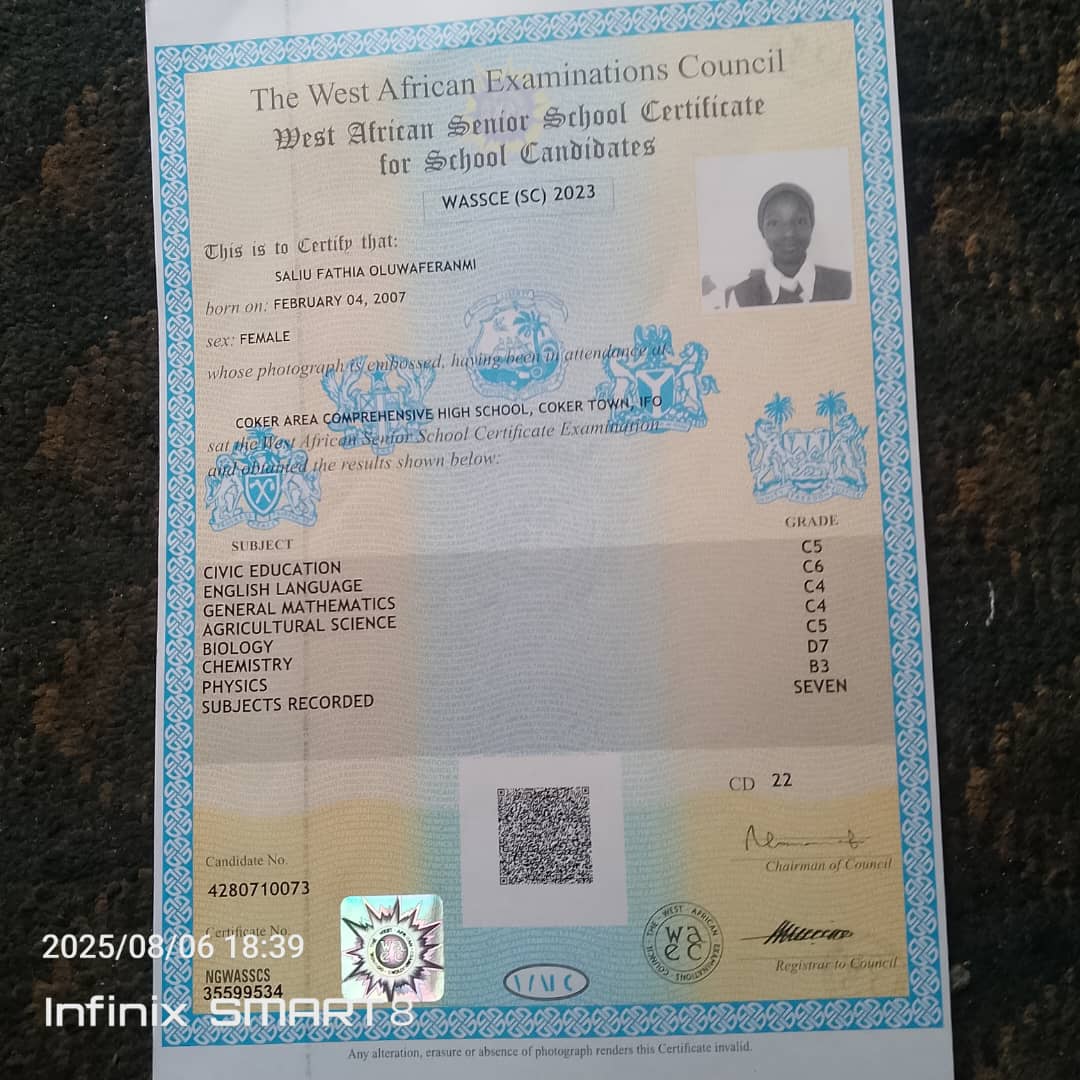 The West African Examinations Council
West African Senior School Certificate
for School Candidates
WASSCE (SC) 2023
This is to Certify that:
SALIU FATHIA OLUWAFERANMI
born on: FEBRUARY 04, 2007
sex: FEMALE
whose photograph is embossed, having been in attendance at
COKER AREA COMPREHENSIVE HIGH SCHOOL, COKER TOWN, IFO
sat the West African Senior School Certificate Examination
and obtained the results shown below:
SUBJECT GRADE
CIVIC EDUCATION C5
ENGLISH LANGUAGE C6
GENERAL MATHEMATICS C4
AGRICULTURAL SCIENCE C4
BIOLOGY C5
CHEMISTRY D7
PHYSICS B3
SUBJECTS RECORDED SEVEN
CD 22
Chairman of Council
Candidate No.
4280710073
Certificate No.
NGWASSCS
35599534
THE WEST AFRICAN EXAMINATIONS COUNCIL
waec
Registrar to Council
2025/08/06 18:39
Infinix SMART8
Any alteration, erasure or absence of photograph renders this Certificate invalid.